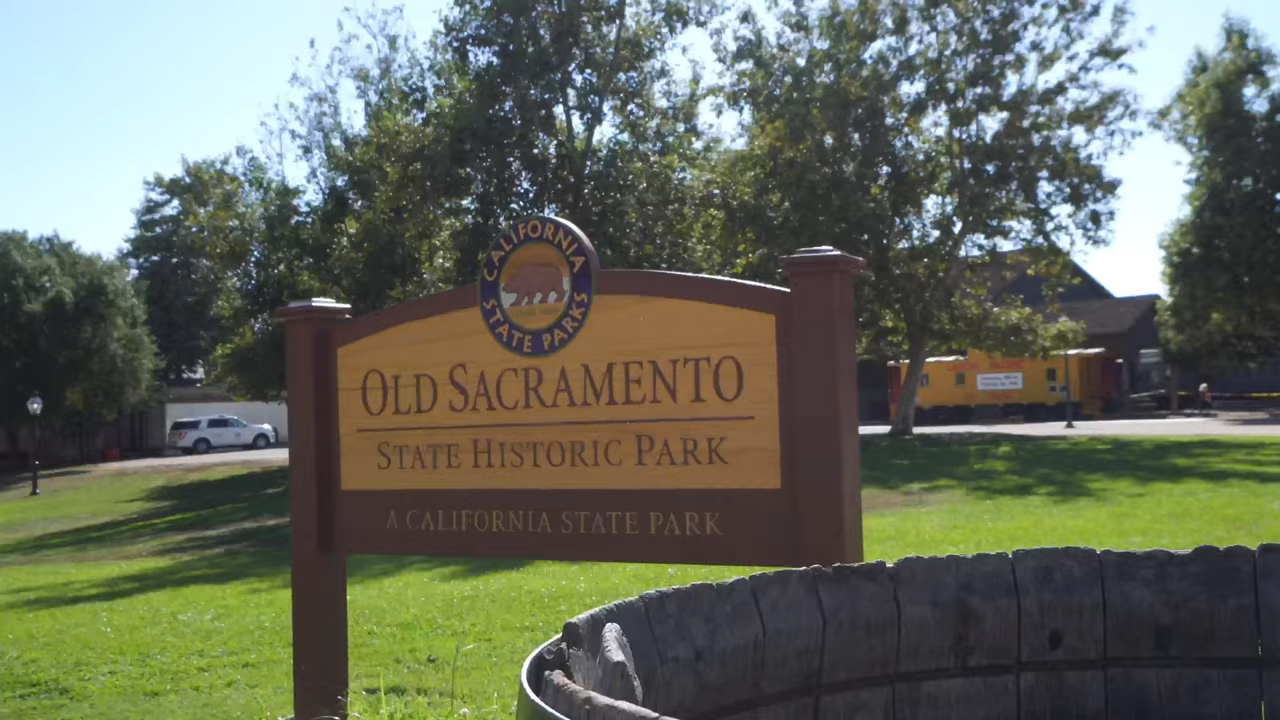 CALIFORNIA
STATE PARKS
OLD SACRAMENTO
STATE HISTORIC PARK
A CALIFORNIA STATE PARK